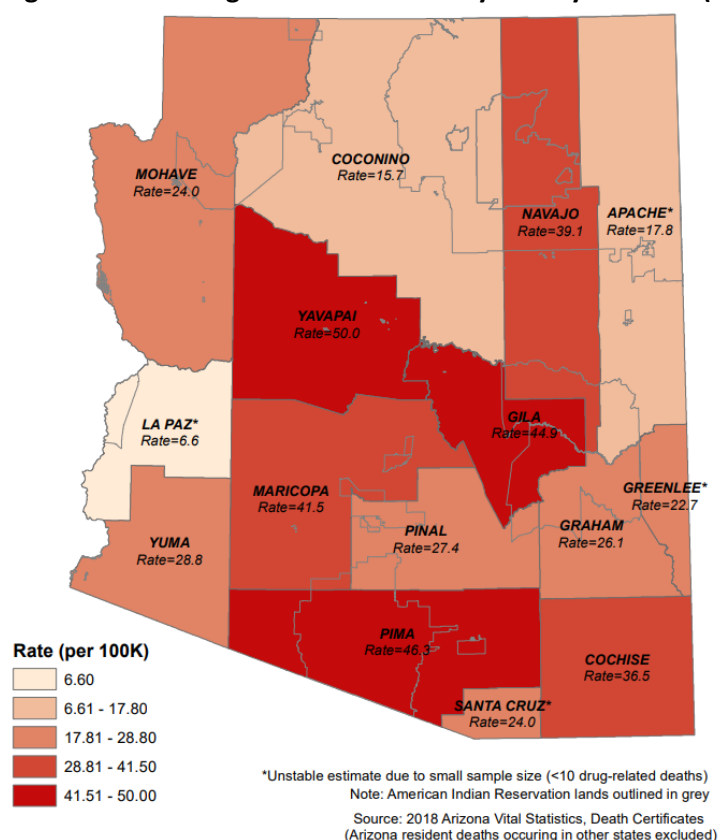 COCONINO
Rate=15.7
MOHAVE
Rate=24.0
NAVAJO
Rate=39.1
APACHE*
Rate=17.8
YAVAPAI
Rate=50.0
LA PAZ*
Rate=6.6
GILA
Rate=44.9
MARICOPA
Rate=41.5
GREENLEE*
Rate=22.7
YUMA
Rate=28.8
PINAL
Rate=27.4
GRAHAM
Rate=26.1
PIMA
Rate=46.3
COCHISE
Rate=36.5
SANTA CRUZ*
Rate=24.0
Rate (per 100K)
6.60
6.61 - 17.80
17.81 - 28.80
28.81 - 41.50
41.51 - 50.00
*Unstable estimate due to small sample size (<10 drug-related deaths)
Note: American Indian Reservation lands outlined in grey
Source: 2018 Arizona Vital Statistics, Death Certificates
(Arizona resident deaths occuring in other states excluded)